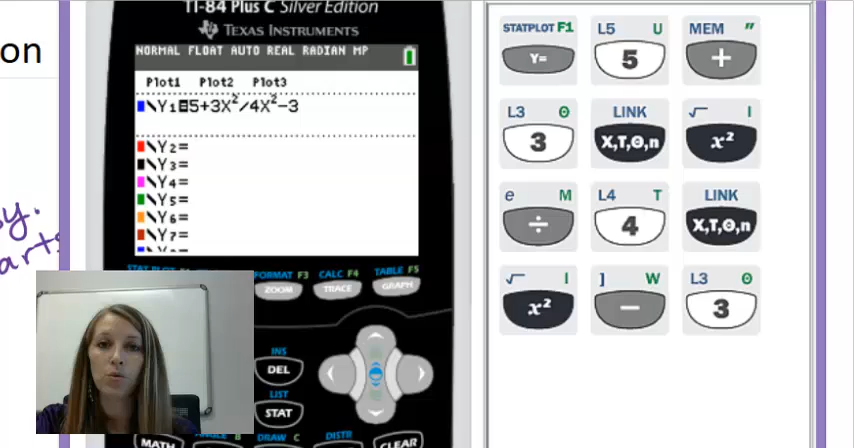 on
y.
arts
TI-84 Plus C Silver Edition
TEXAS INSTRUMENTS
NORMAL FLOAT AUTO REAL RADIAN MP
Plot1 Plot2 Plot3
\Y1=5+3X²/4X²-3
\Y2=
\Y3=
\Y4=
\Y5=
\Y6=
\Y7=
FORMAT F3 CALC F4 TABLE F5
ZOOM TRACE GRAPH
INS
DEL
LIST
STAT
B DRAW C DISTR
MATH CLEAR
STATPLOT F1 L5 U MEM "
Y= 5 +
L3 θ LINK √ I
3 X,T,θ,n x²
e M L4 T LINK
÷ 4 X,T,θ,n
√ I ] W L3 θ
x² − 3